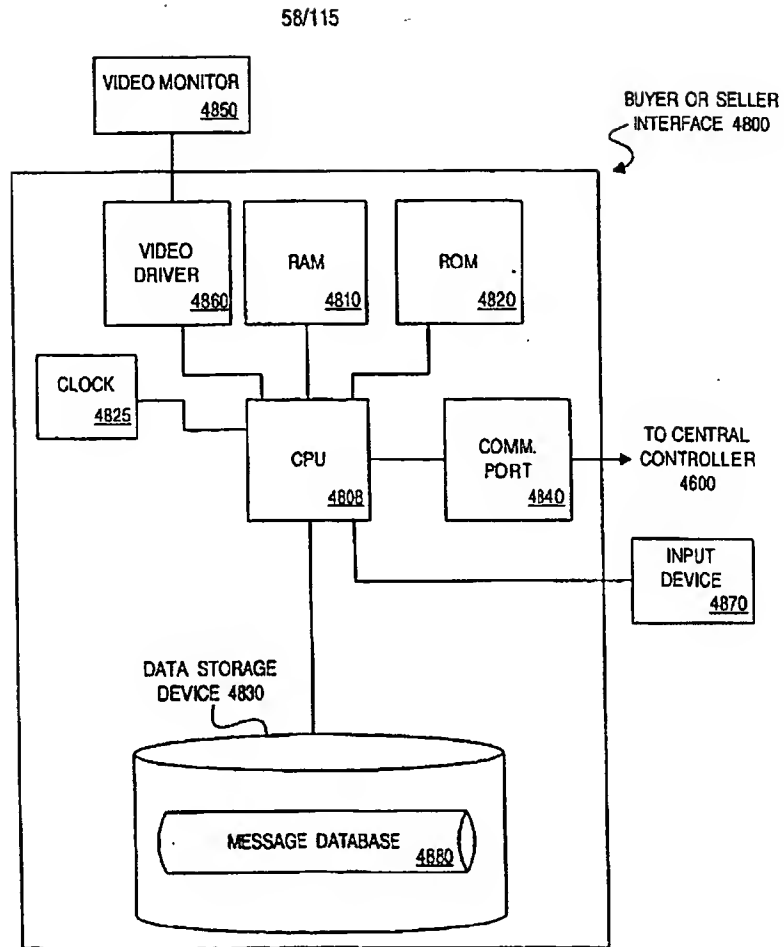 58/115
VIDEO MONITOR
4850
BUYER OR SELLER
INTERFACE 4800
VIDEO
DRIVER
4860
RAM
4810
ROM
4820
CLOCK
4825
CPU
4808
COMM.
PORT
4840
TO CENTRAL
CONTROLLER
4600
INPUT
DEVICE
4870
DATA STORAGE
DEVICE 4830
MESSAGE DATABASE
4880